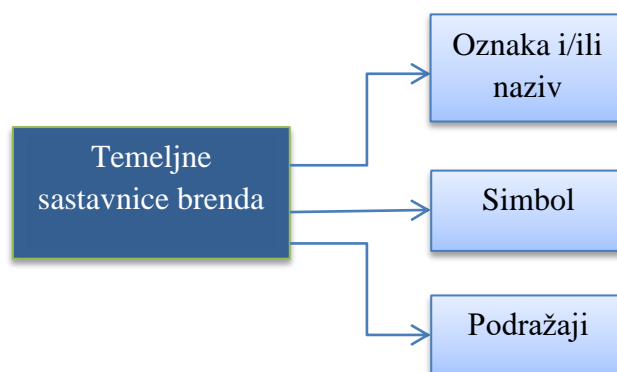 Oznaka i/ili
naziv
Temeljne
sastavnice brenda
Simbol
Podražaji